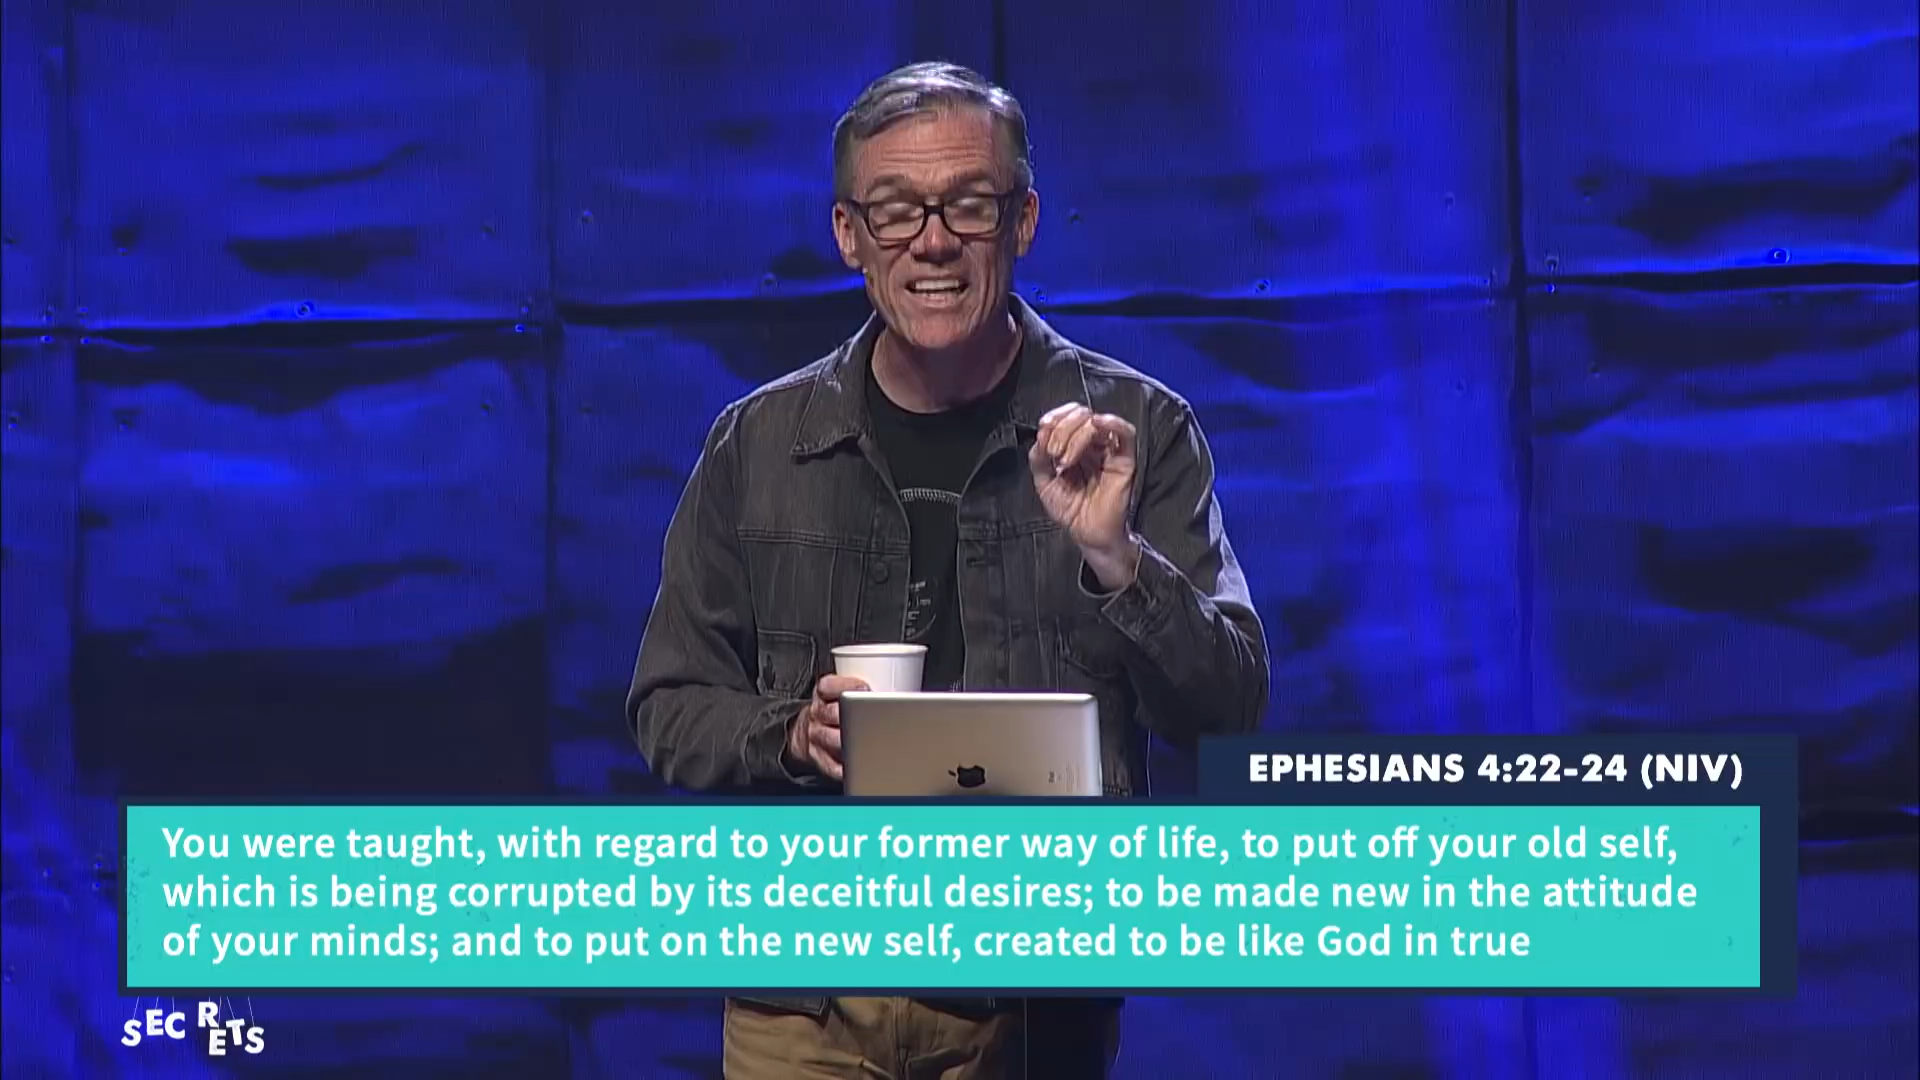 EPHESIANS 4:22-24 (NIV)
You were taught, with regard to your former way of life, to put off your old self,
which is being corrupted by its deceitful desires; to be made new in the attitude
of your minds; and to put on the new self, created to be like God in true
SECRETS